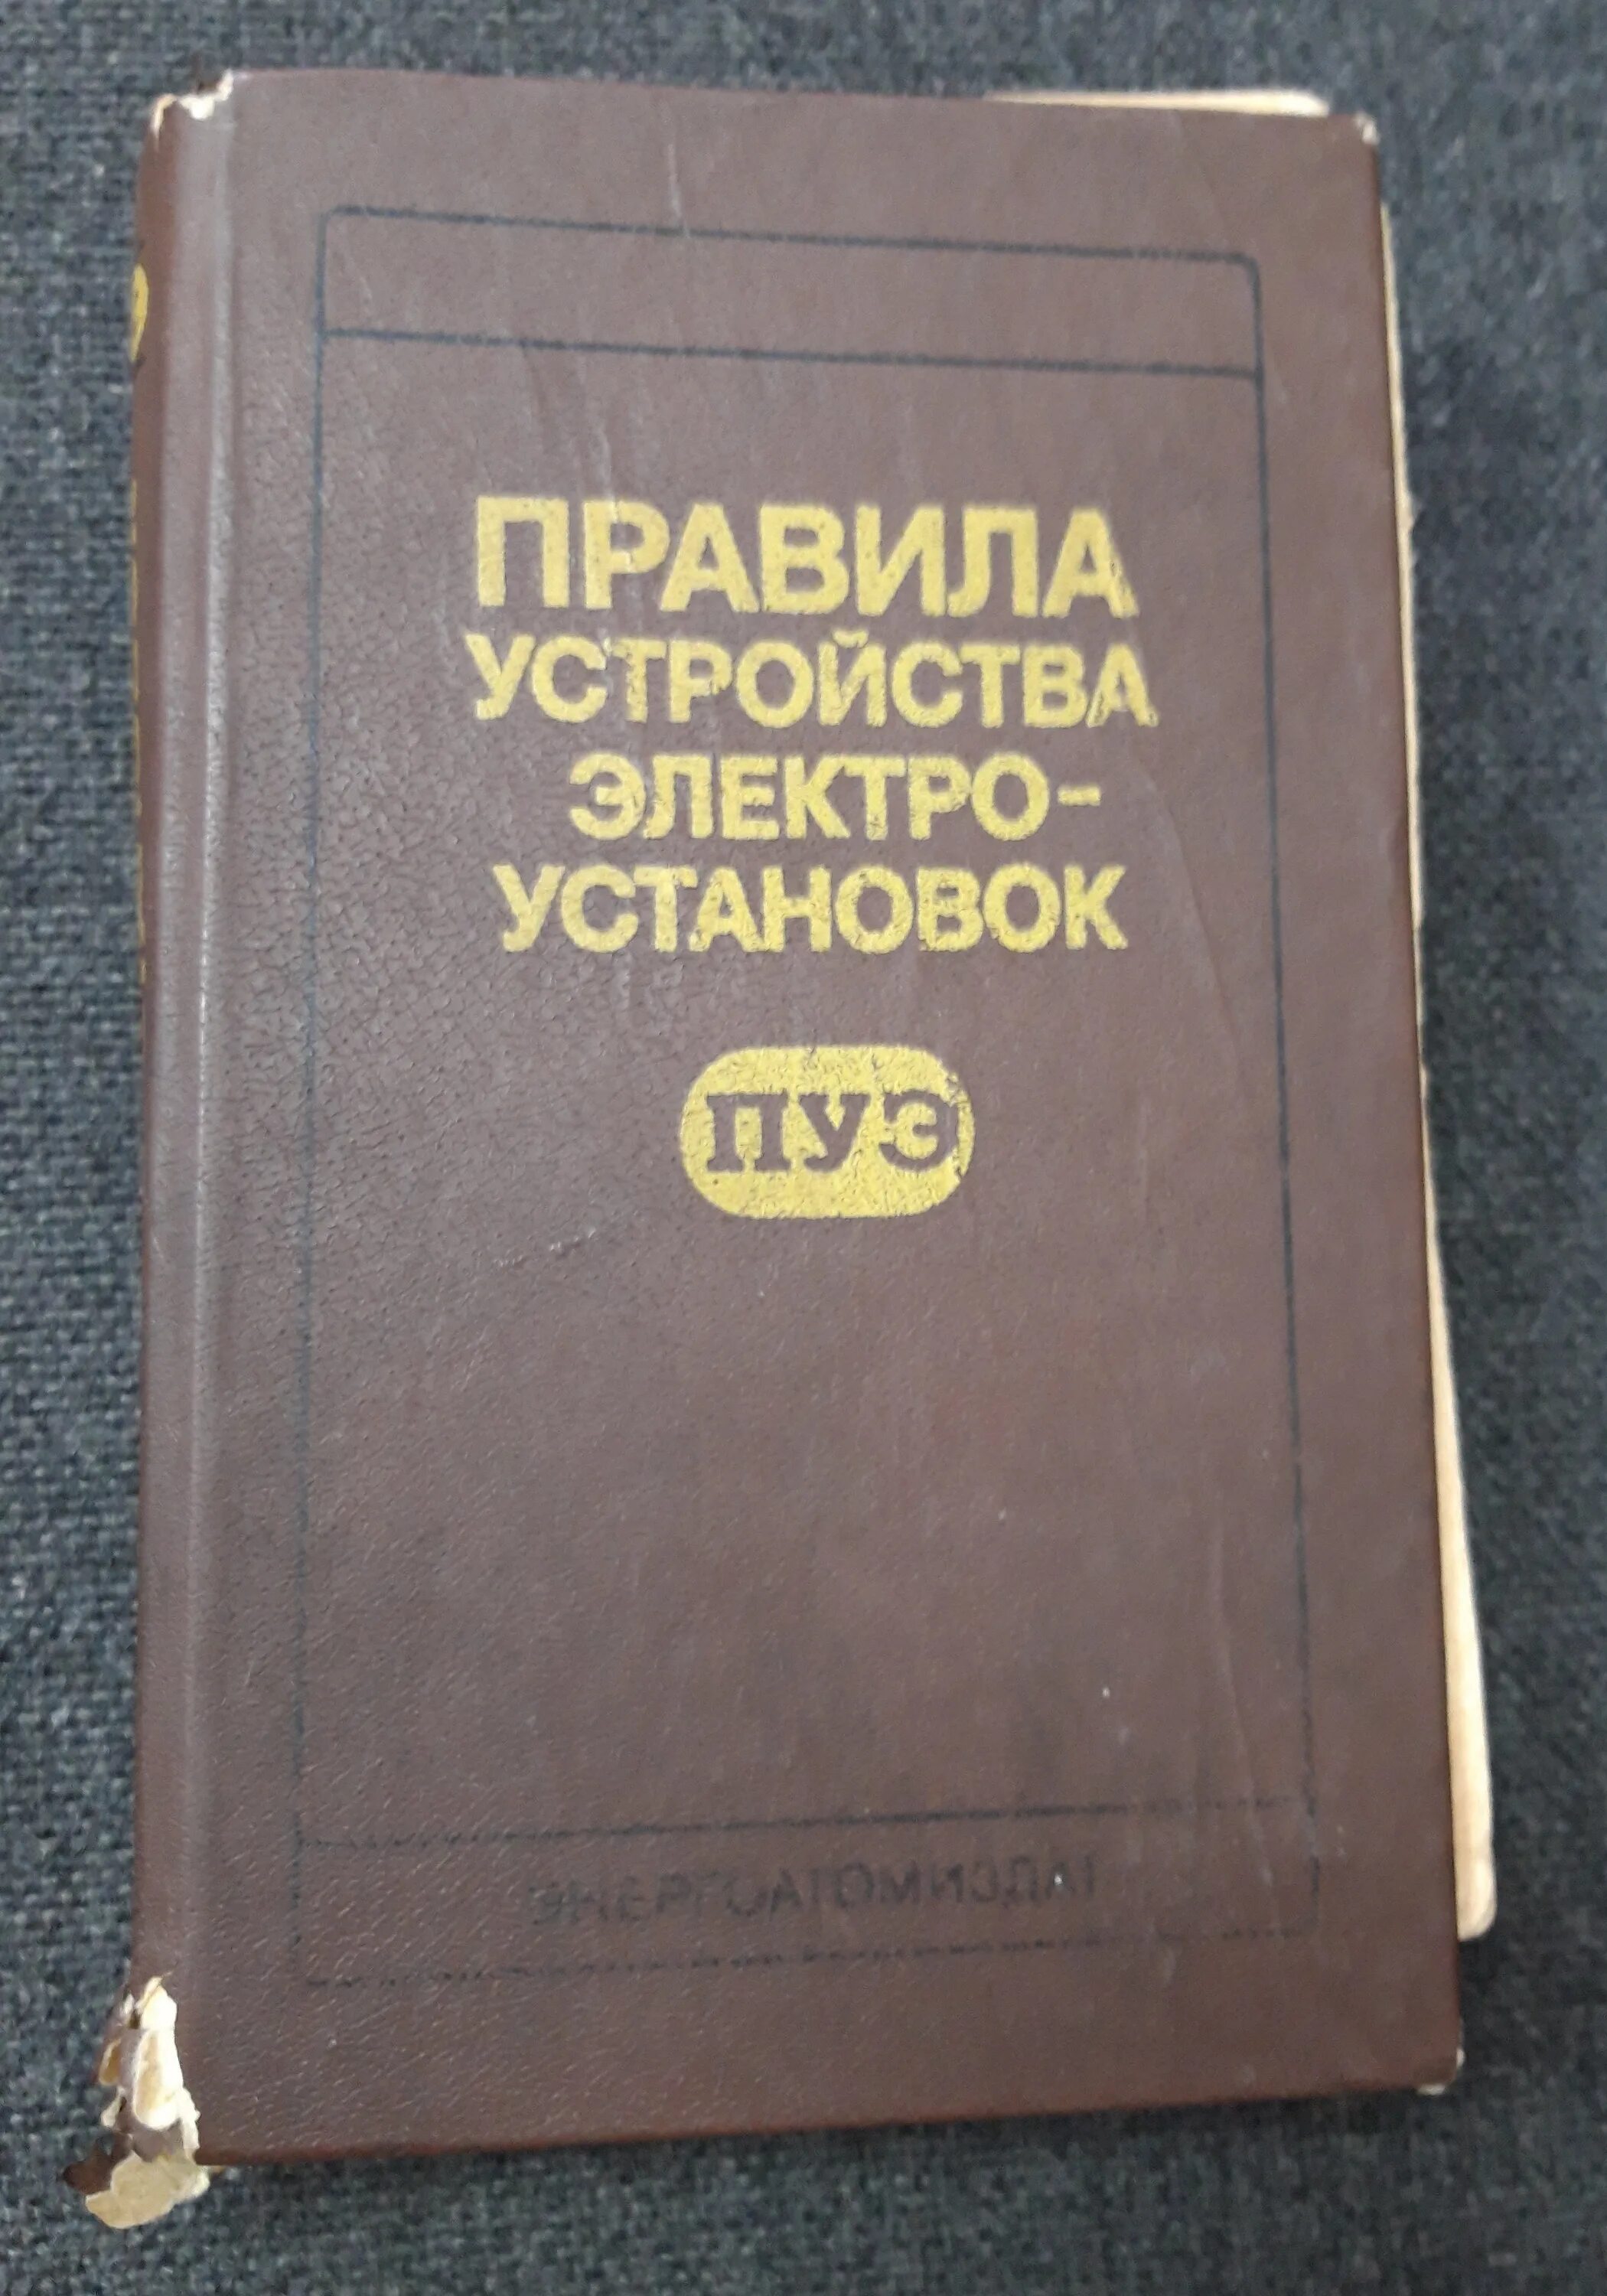 ПРАВИЛА
УСТРОЙСТВА
ЭЛЕКТРО-
УСТАНОВОК
ПУЭ
ЭНЕРГОАТОМИЗДАТ